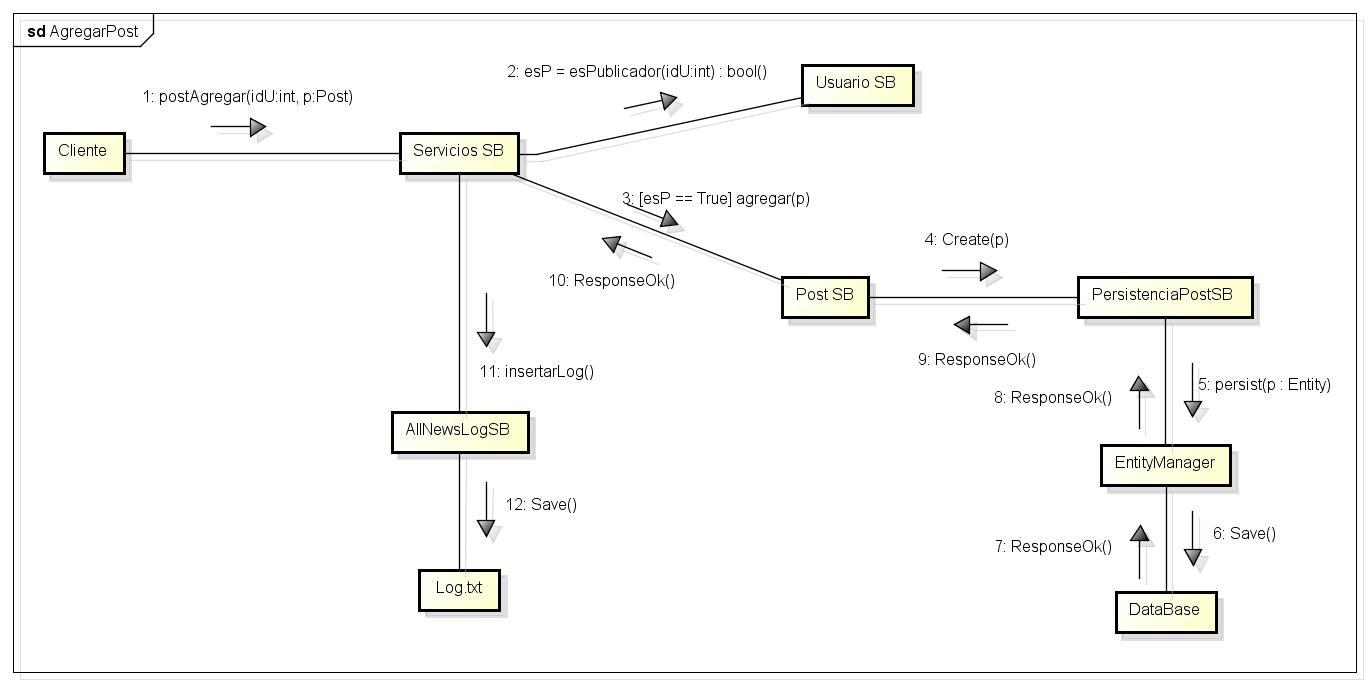 sd AgregarPost
2: esP = esPublicador(idU:int) : bool()
Usuario SB
1: postAgregar(idU:int, p:Post)
Cliente
Servicios SB
3: [esP == True] agregar(p)
4: Create(p)
10: ResponseOk()
Post SB
PersistenciaPostSB
9: ResponseOk()
11: insertarLog()
5: persist(p : Entity)
8: ResponseOk()
AllNewsLogSB
EntityManager
12: Save()
6: Save()
7: ResponseOk()
Log.txt
DataBase